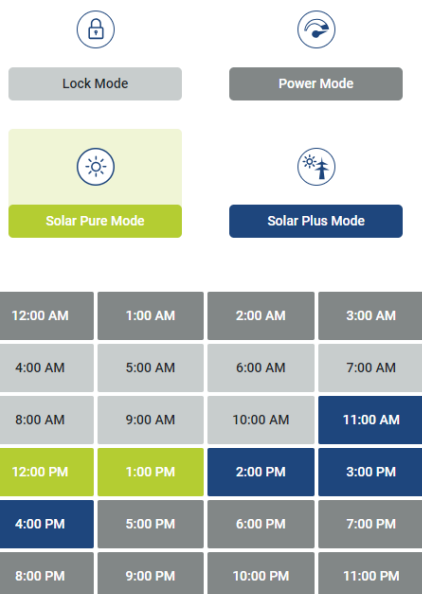 Lock Mode
Power Mode
Solar Pure Mode
Solar Plus Mode
12:00 AM 1:00 AM 2:00 AM 3:00 AM
4:00 AM 5:00 AM 6:00 AM 7:00 AM
8:00 AM 9:00 AM 10:00 AM 11:00 AM
12:00 PM 1:00 PM 2:00 PM 3:00 PM
4:00 PM 5:00 PM 6:00 PM 7:00 PM
8:00 PM 9:00 PM 10:00 PM 11:00 PM